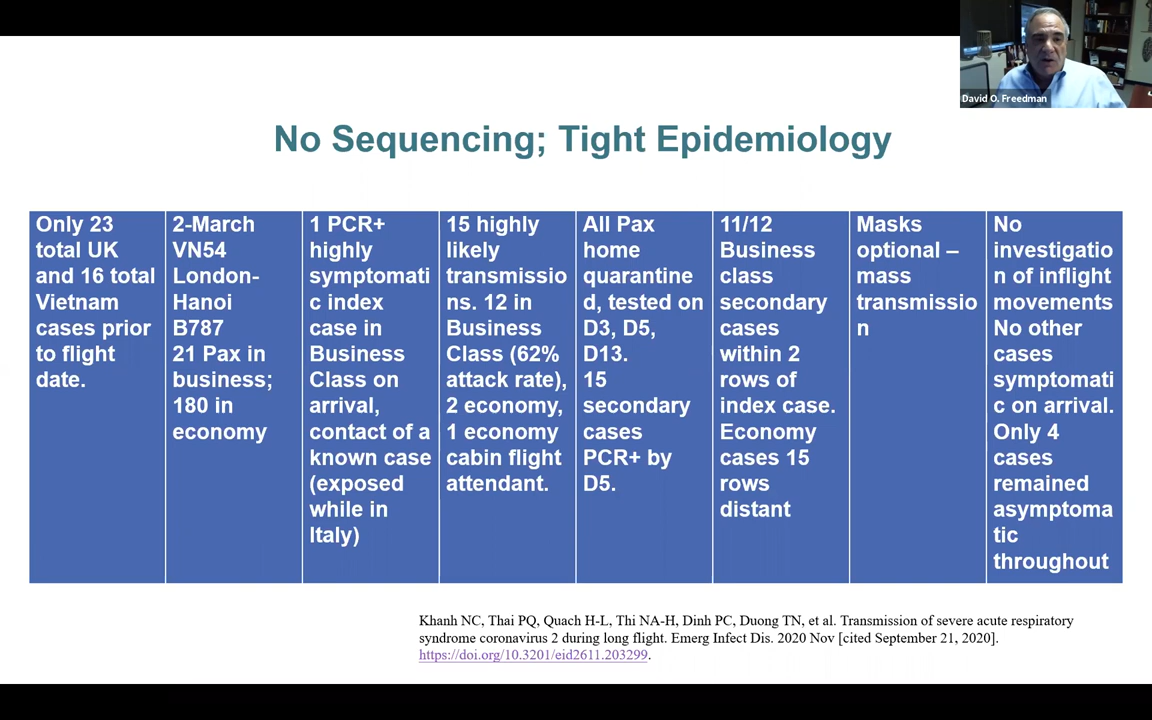 David O. Freedman
No Sequencing; Tight Epidemiology
Only 23
total UK
and 16 total
Vietnam
cases prior
to flight
date.
2-March
VN54
London-
Hanoi
B787
21 Pax in
business;
180 in
economy
1 PCR+
highly
symptomati
c index
case in
Business
Class on
arrival,
contact of a
known case
(exposed
while in
Italy)
15 highly
likely
transmissio
ns. 12 in
Business
Class (62%
attack rate),
2 economy,
1 economy
cabin flight
attendant.
All Pax
home
quarantine
d, tested on
D3, D5,
D13.
15
secondary
cases
PCR+ by
D5.
11/12
Business
class
secondary
cases
within 2
rows of
index case.
Economy
cases 15
rows
distant
Masks
optional –
mass
transmissio
n
No
investigatio
n of inflight
movements
No other
cases
symptomati
c on arrival.
Only 4
cases
remained
asymptoma
tic
throughout
Khanh NC, Thai PQ, Quach H-L, Thi NA-H, Dinh PC, Duong TN, et al. Transmission of severe acute respiratory
syndrome coronavirus 2 during long flight. Emerg Infect Dis. 2020 Nov [cited September 21, 2020].
https://doi.org/10.3201/eid2611.203299.